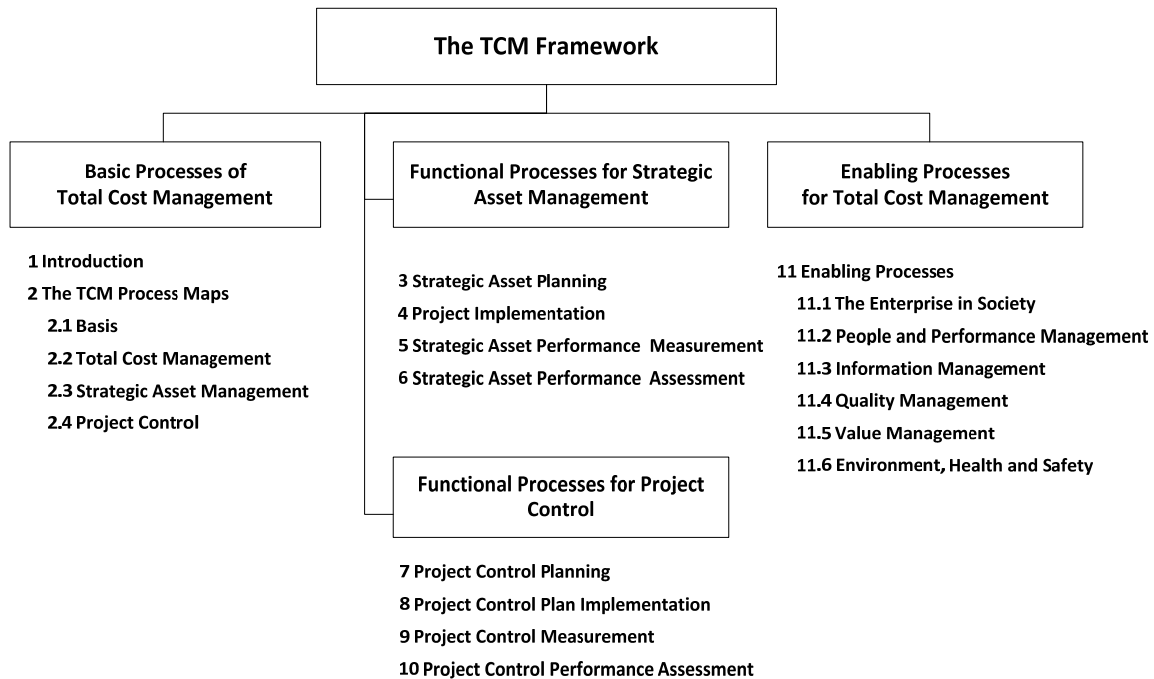 The TCM Framework
Basic Processes of
Total Cost Management
1 Introduction
2 The TCM Process Maps
2.1 Basis
2.2 Total Cost Management
2.3 Strategic Asset Management
2.4 Project Control
Functional Processes for Strategic
Asset Management
3 Strategic Asset Planning
4 Project Implementation
5 Strategic Asset Performance Measurement
6 Strategic Asset Performance Assessment
Functional Processes for Project
Control
7 Project Control Planning
8 Project Control Plan Implementation
9 Project Control Measurement
10 Project Control Performance Assessment
Enabling Processes
for Total Cost Management
11 Enabling Processes
11.1 The Enterprise in Society
11.2 People and Performance Management
11.3 Information Management
11.4 Quality Management
11.5 Value Management
11.6 Environment, Health and Safety